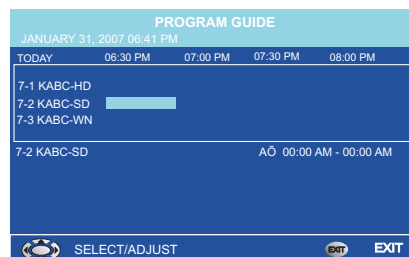 PROGRAM GUIDE
JANUARY 31, 2007 06:41 PM
TODAY 06:30 PM 07:00 PM 07:30 PM 08:00 PM
7-1 KABC-HD
7-2 KABC-SD
7-3 KABC-WN
7-2 KABC-SD AÕ 00:00 AM - 00:00 AM
SELECT/ADJUST EXIT EXIT